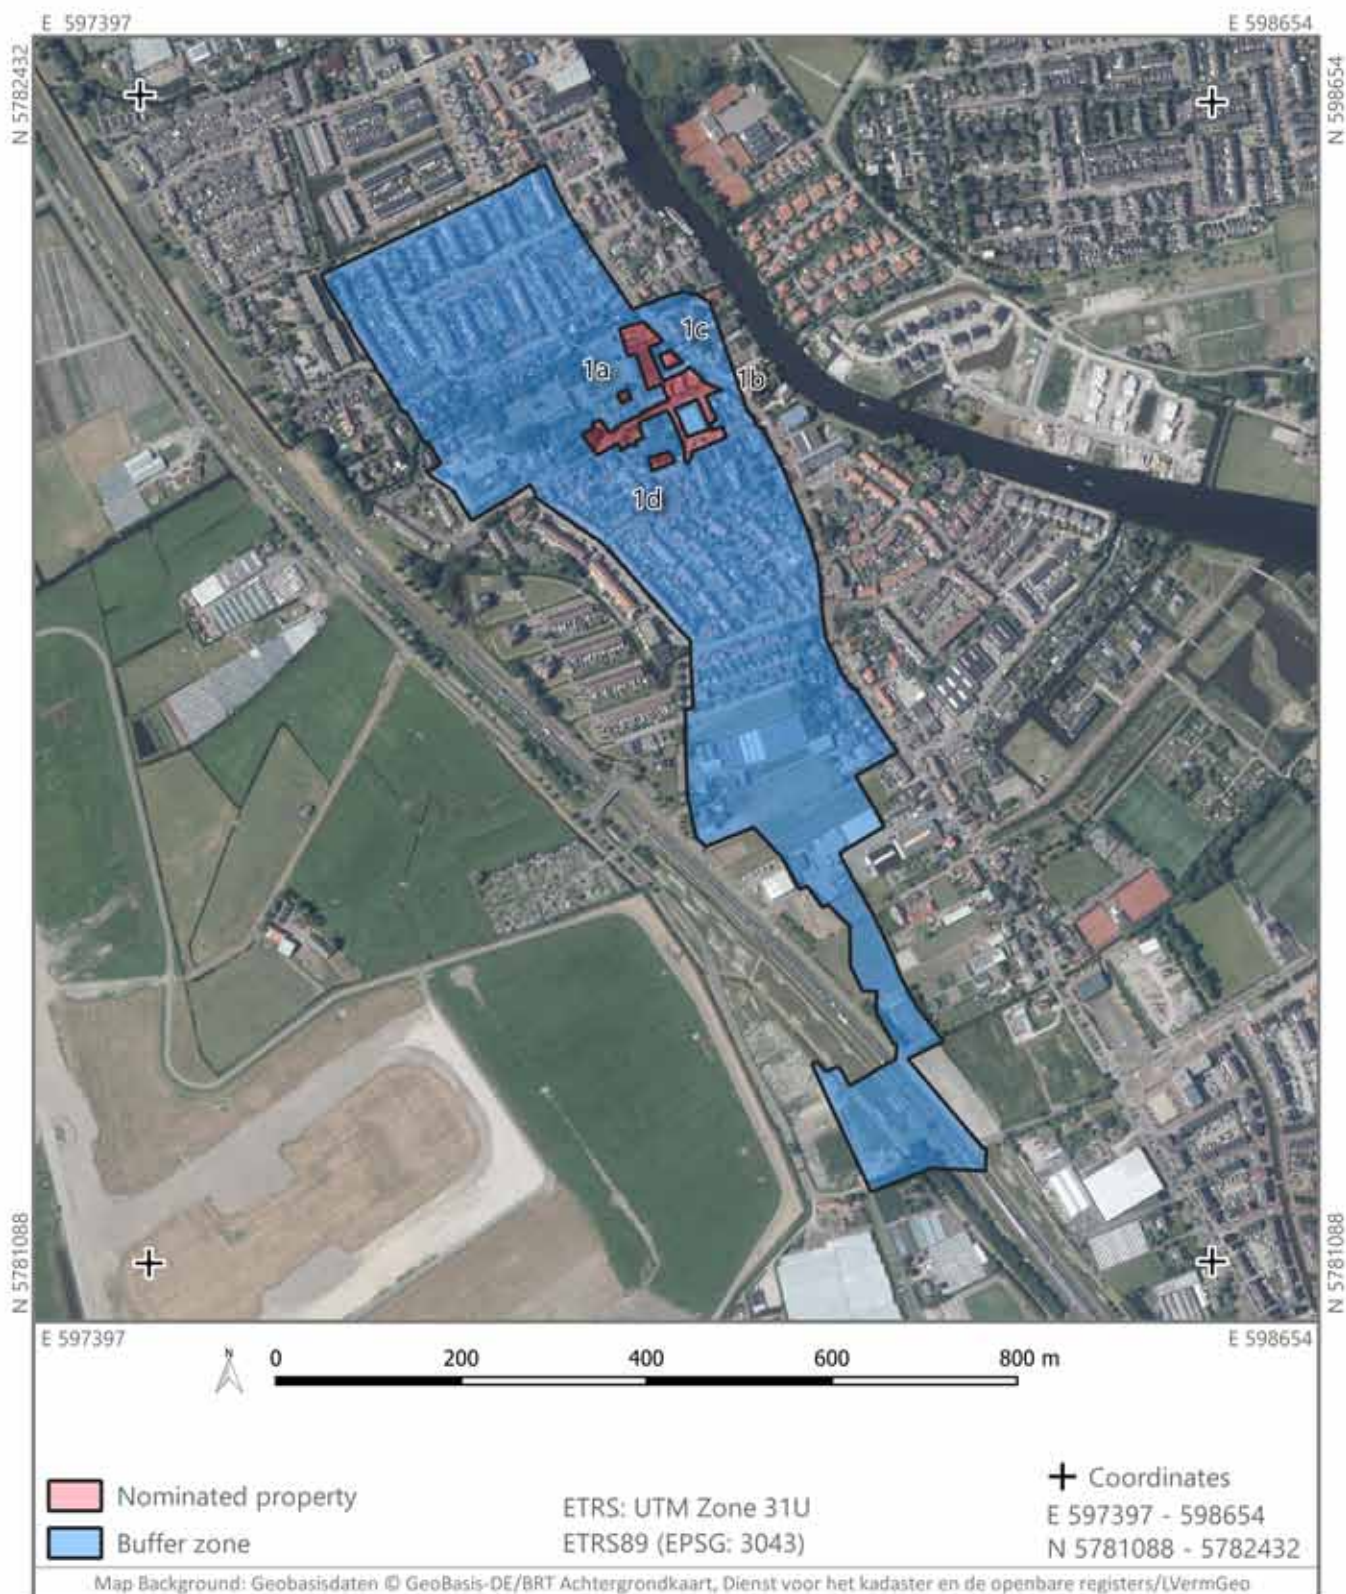 E 597397
E 598654
N 5782432
N 598654
1c
1a
1b
1d
N 5781088
N 5781088
E 597397
E 598654
N
0 200 400 600 800 m
Nominated property
Buffer zone
ETRS: UTM Zone 31U
ETRS89 (EPSG: 3043)
Coordinates
E 597397 - 598654
N 5781088 - 5782432
Map Background: Geobasisdaten © GeoBasis-DE/BRT Achtergrondkaart, Dienst voor het kadaster en de openbare registers/LVermGeo